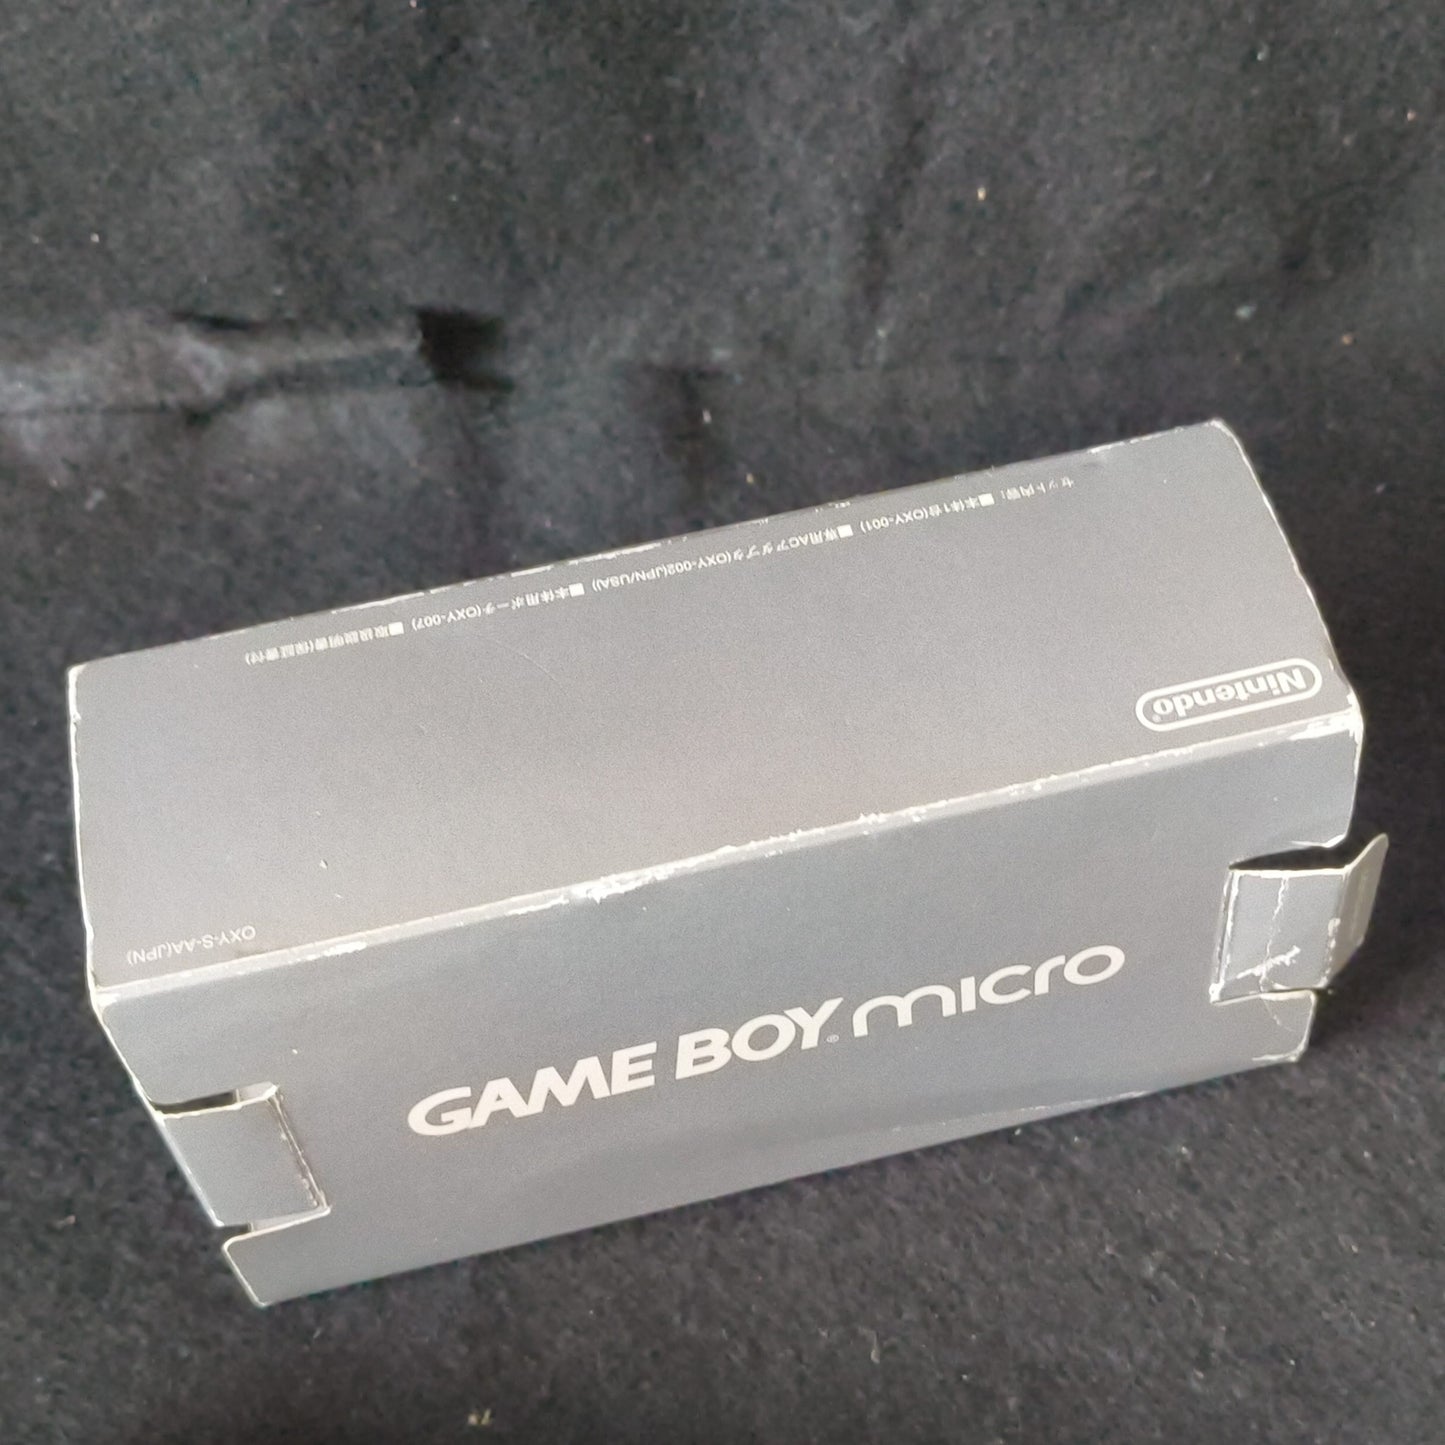 セット内容: ■本体1台(OXY-001) ■専用ACアダプタ(OXY-002(JPN/USA)) ■本体用ポーチ(OXY-007) ■取扱説明書(保証書付)
Nintendo®
OXY-S-AA(JPN)
GAME BOY® micro